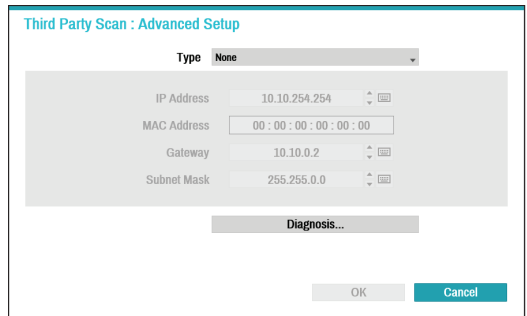 Third Party Scan : Advanced Setup
Type None
IP Address 10.10.254.254
MAC Address 00 : 00 : 00 : 00 : 00 : 00
Gateway 10.10.0.2
Subnet Mask 255.255.0.0
Diagnosis...
OK Cancel